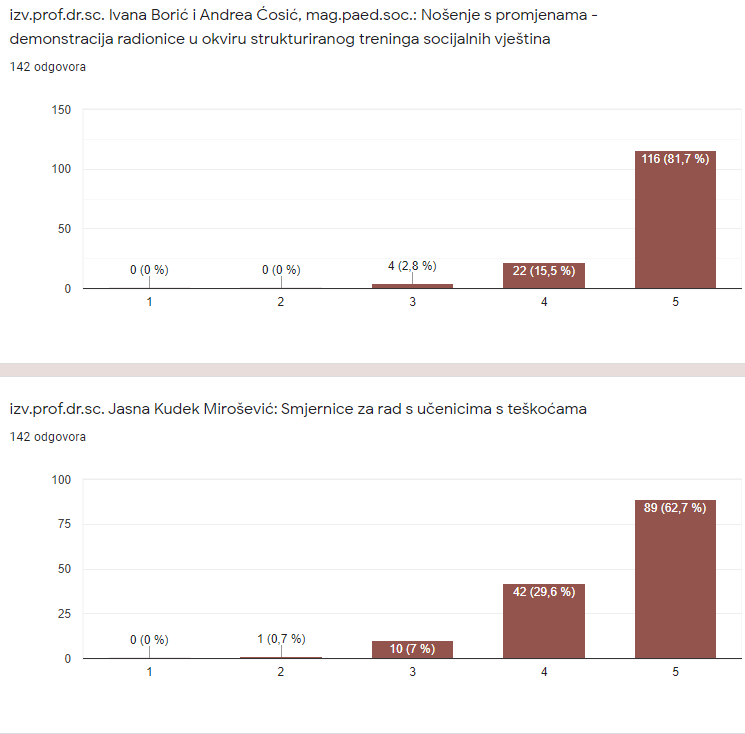 izv.prof.dr.sc. Ivana Borić i Andrea Ćosić, mag.paed.soc.: Nošenje s promjenama -
demonstracija radionice u okviru strukturiranog treninga socijalnih vještina
142 odgovora
150
100
50
0
0 (0 %)
0 (0 %)
4 (2,8 %)
22 (15,5 %)
116 (81,7 %)
1 2 3 4 5
izv.prof.dr.sc. Jasna Kudek Mirošević: Smjernice za rad s učenicima s teškoćama
142 odgovora
100
75
50
25
0
0 (0 %)
1 (0,7 %)
10 (7 %)
42 (29,6 %)
89 (62,7 %)
1 2 3 4 5